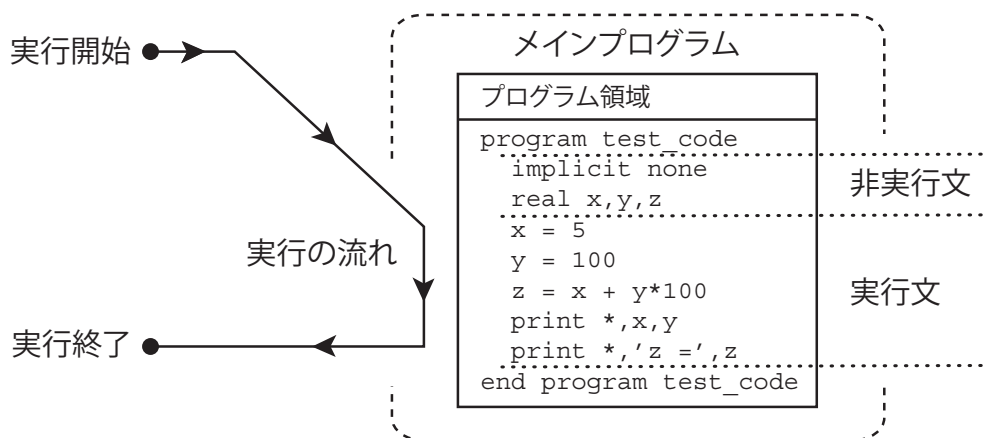 メインプログラム
実行開始
プログラム領域
program test_code
implicit none
real x,y,z
非実行文
x = 5
y = 100
z = x + y*100
print *,x,y
print *,’z =’,z
実行文
end program test_code
実行の流れ
実行終了